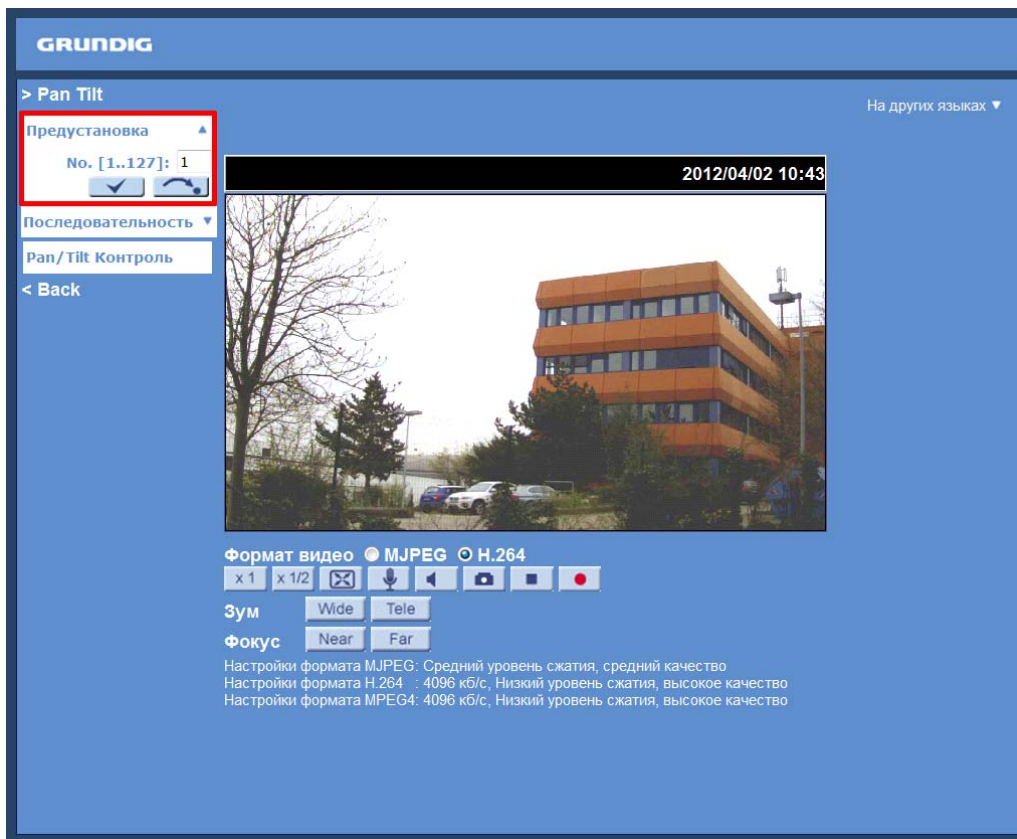 GRUNDIG
> Pan Tilt
На других языках ▼
Предустановка ▲
No. [1..127]: 1
Последовательность ▼
Pan/Tilt Контроль
< Back
2012/04/02 10:43
Формат видео MJPEG H.264
x 1 x 1/2
Зум Wide Tele
Фокус Near Far
Настройки формата MJPEG: Средний уровень сжатия, средний качество
Настройки формата H.264 : 4096 кб/с, Низкий уровень сжатия, высокое качество
Настройки формата MPEG4: 4096 кб/с, Низкий уровень сжатия, высокое качество